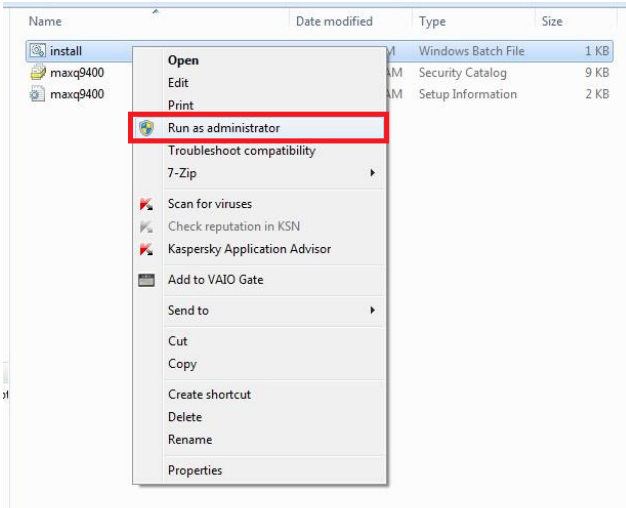 Name Date modified Type Size
install M Windows Batch File 1 KB
maxq9400 AM Security Catalog 9 KB
maxq9400 AM Setup Information 2 KB
Open
Edit
Print
Run as administrator
Troubleshoot compatibility
7-Zip
Scan for viruses
Check reputation in KSN
Kaspersky Application Advisor
Add to VAIO Gate
Send to
Cut
Copy
Create shortcut
Delete
Rename
Properties